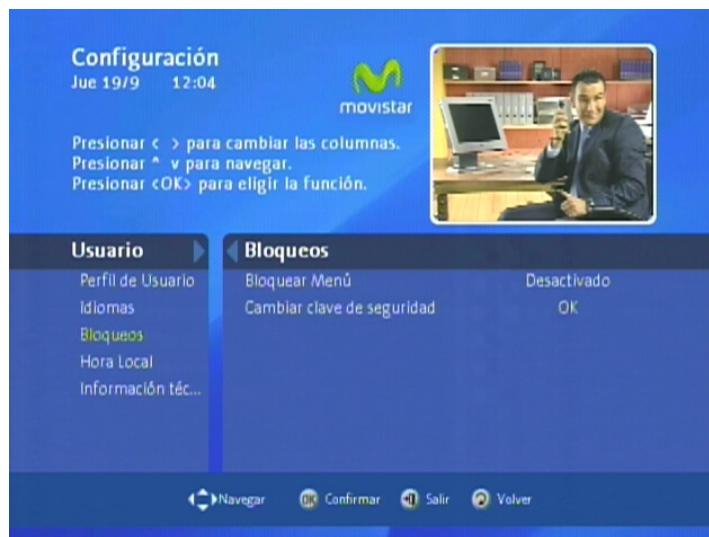 Configuración
Jue 19/9 12:04
movistar
Presionar < > para cambiar las columnas.
Presionar ^ v para navegar.
Presionar <OK> para eligir la función.
Usuario
Bloqueos
Perfil de Usuario
Bloquear Menú Desactivado
Idiomas
Cambiar clave de seguridad OK
Bloqueos
Hora Local
Información téc...
Navegar OK Confirmar Salir Volver